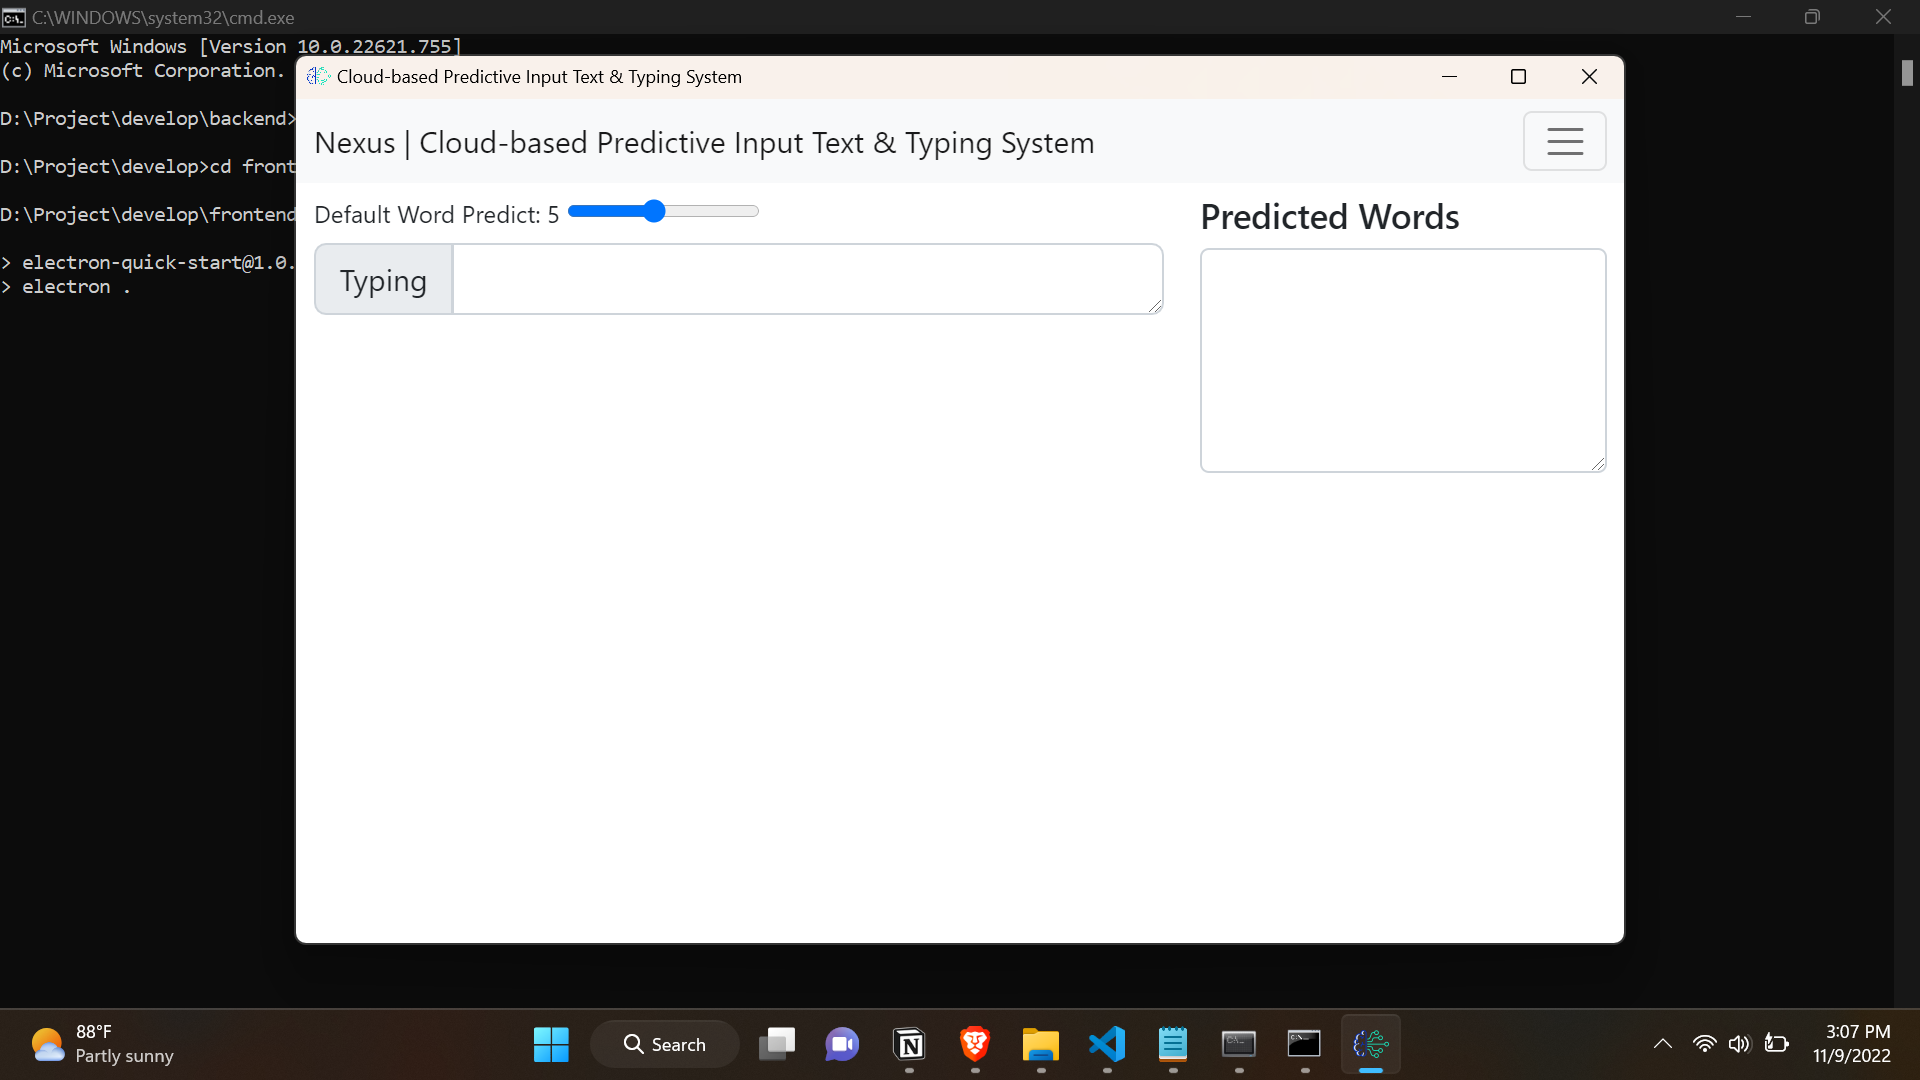 C:\WINDOWS\system32\cmd.exe
Microsoft Windows [Version 10.0.22621.755]
(c) Microsoft Corporation.
D:\Project\develop\backend>
D:\Project\develop>cd front
D:\Project\develop\frontend
> electron-quick-start@1.0.
> electron .
Cloud-based Predictive Input Text & Typing System
Nexus | Cloud-based Predictive Input Text & Typing System
Default Word Predict: 5
Typing
Predicted Words
88°F
Partly sunny
Search
3:07 PM
11/9/2022